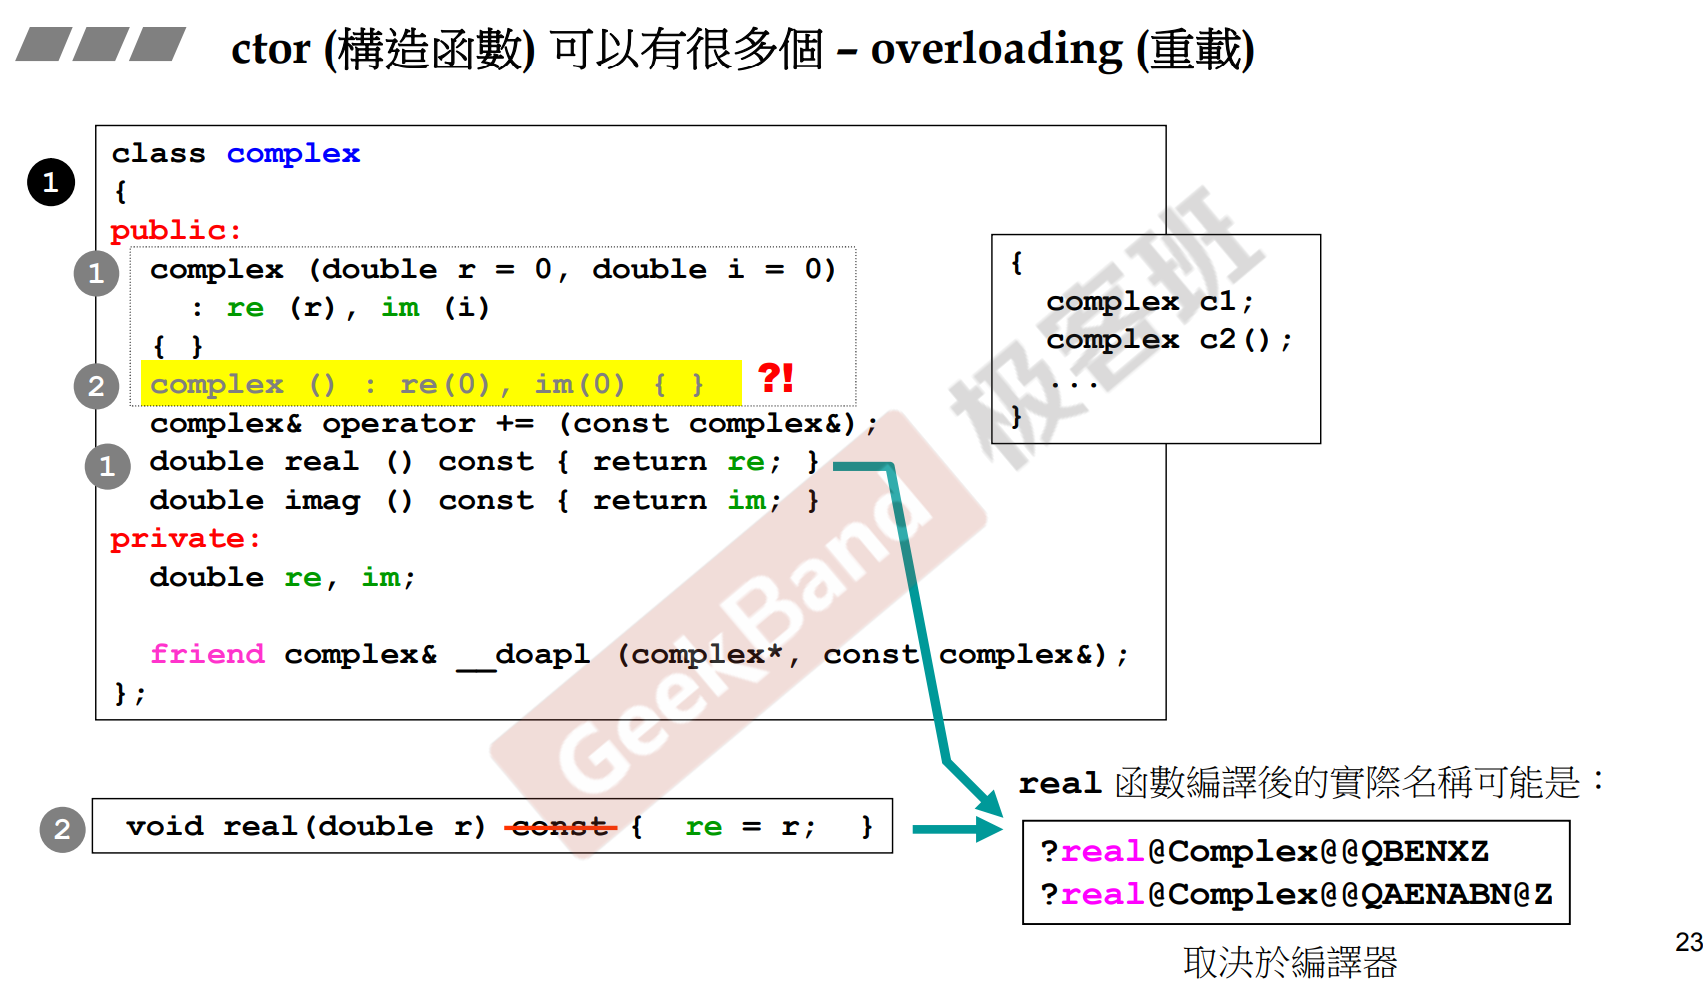 ctor (構造函數) 可以有很多個 – overloading (重載)
1
class complex
{
public:
1
complex (double r = 0, double i = 0)
: re (r), im (i)
{ }
2
complex () : re(0), im(0) { }
?!
complex& operator += (const complex&);
1
double real () const { return re; }
double imag () const { return im; }
private:
double re, im;
friend complex& __doapl (complex*, const complex&);
};
{
complex c1;
complex c2();
...
}
2
void real(double r) const { re = r; }
real 函數編譯後的實際名稱可能是：
?real@Complex@@QBENXZ
?real@Complex@@QAENABN@Z
取決於編譯器
23
GeekBand 极客班